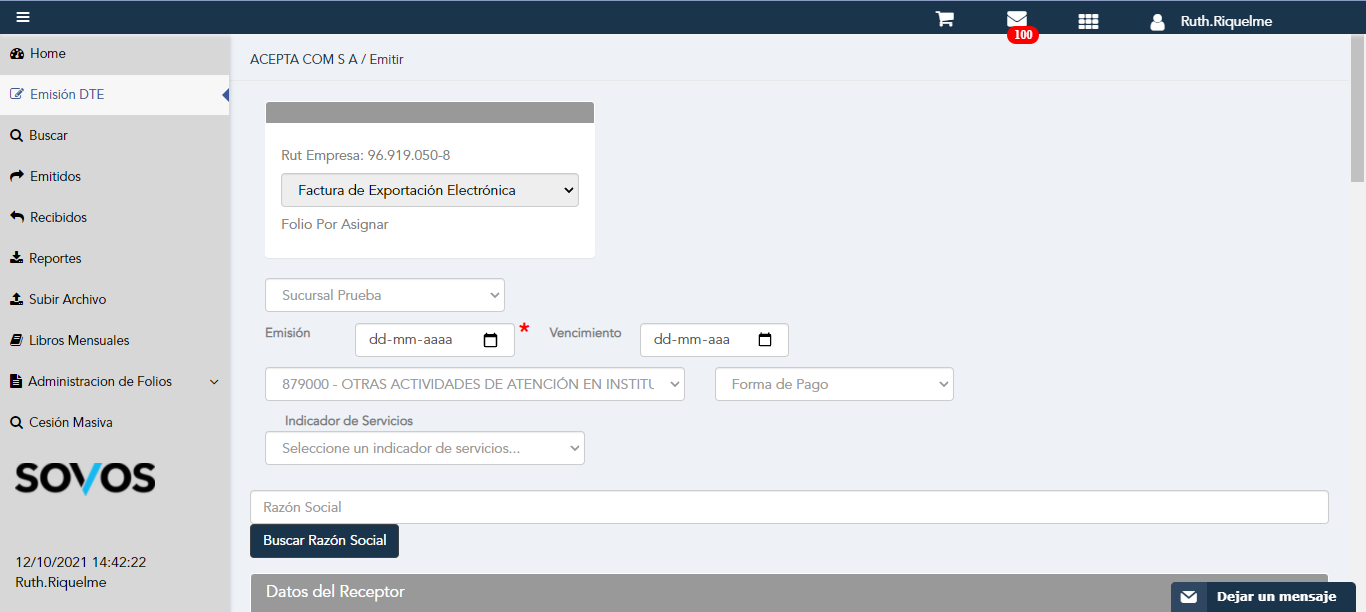 100
Ruth.Riquelme
Home
Emisión DTE
Buscar
Emitidos
Recibidos
Reportes
Subir Archivo
Libros Mensuales
Administracion de Folios
Cesión Masiva
sovos
12/10/2021 14:42:22
Ruth.Riquelme
ACEPTA COM S A / Emitir
Rut Empresa: 96.919.050-8
Factura de Exportación Electrónica
Folio Por Asignar
Sucursal Prueba
Emisión dd-mm-aaaa * Vencimiento dd-mm-aaa
879000 - OTRAS ACTIVIDADES DE ATENCIÓN EN INSTITU Forma de Pago
Indicador de Servicios
Seleccione un indicador de servicios...
Razón Social
Buscar Razón Social
Datos del Receptor
Dejar un mensaje